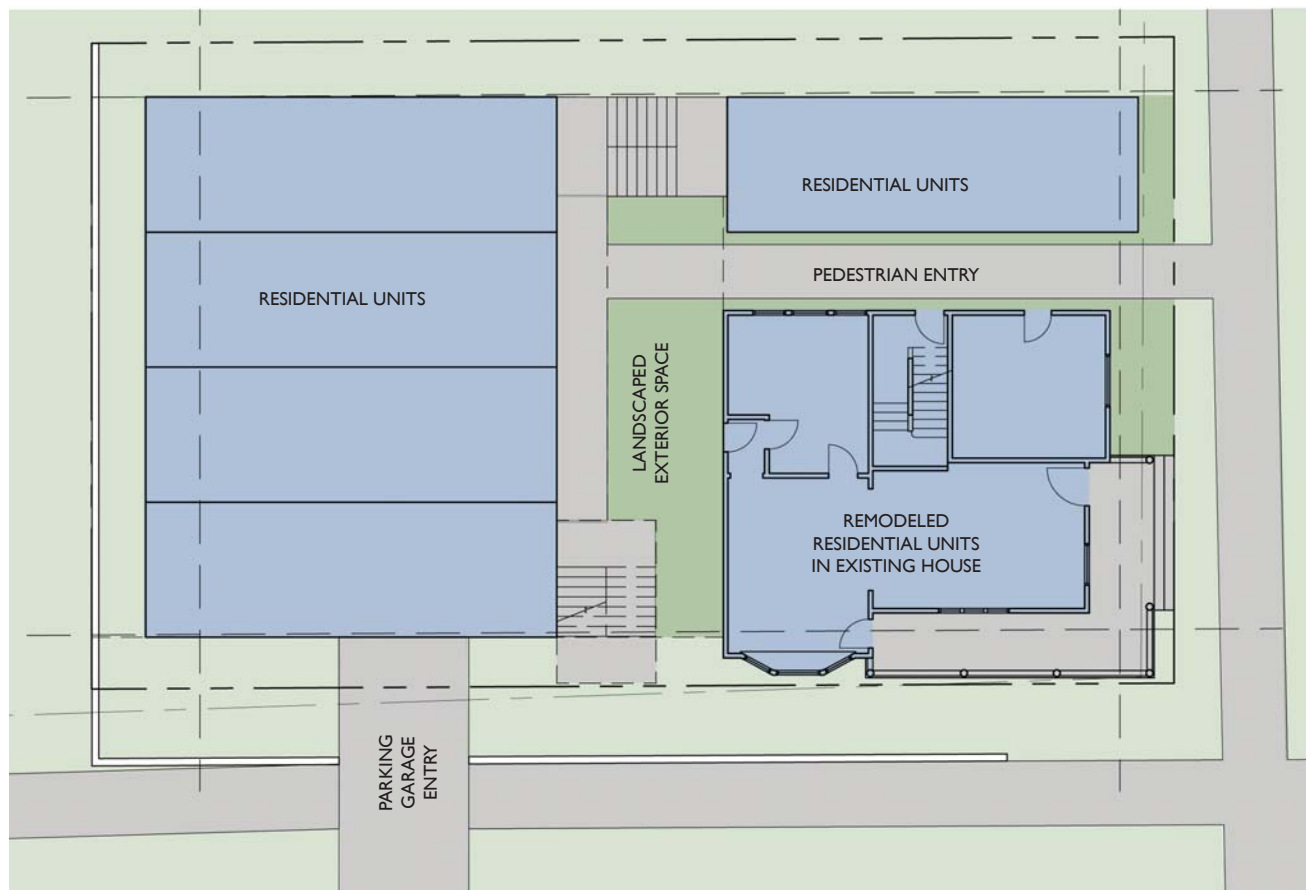 RESIDENTIAL UNITS
PEDESTRIAN ENTRY
RESIDENTIAL UNITS
LANDSCAPED
EXTERIOR SPACE
REMODELED
RESIDENTIAL UNITS
IN EXISTING HOUSE
PARKING
GARAGE
ENTRY